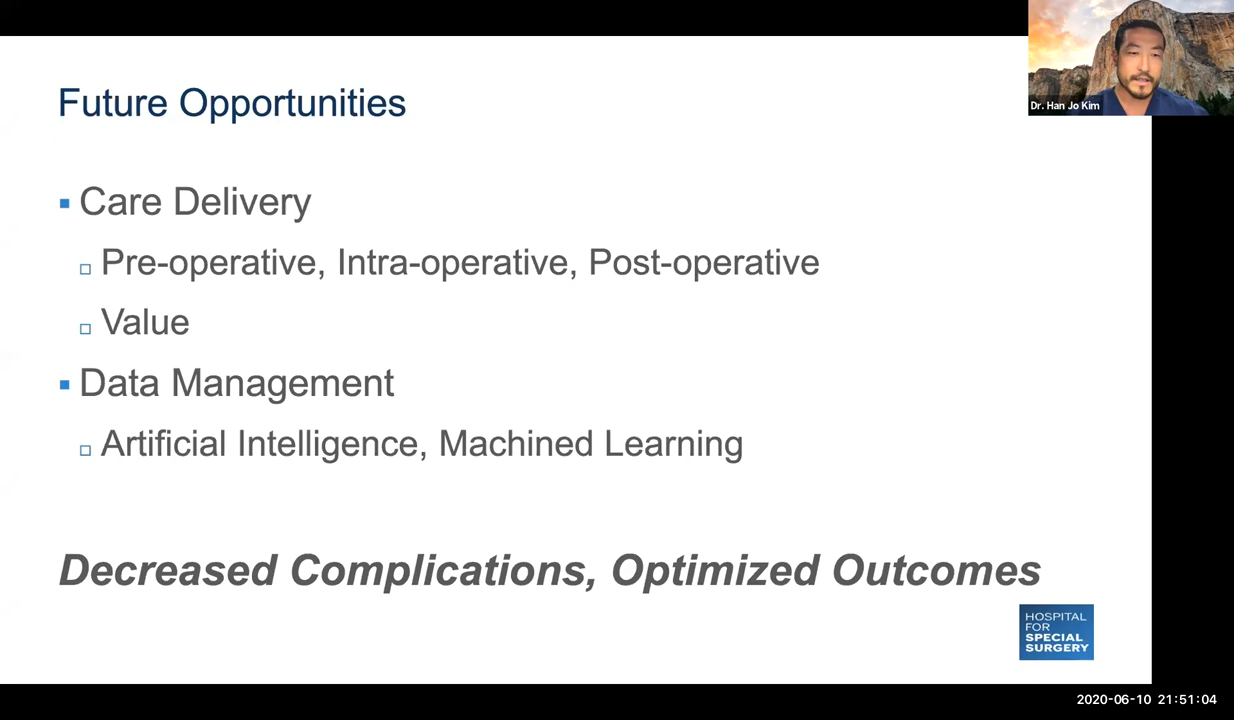 Dr. Han Jo Kim
Future Opportunities
Care Delivery
Pre-operative, Intra-operative, Post-operative
Value
Data Management
Artificial Intelligence, Machined Learning
Decreased Complications, Optimized Outcomes
HOSPITAL
FOR
SPECIAL
SURGERY
2020-06-10 21:51:04